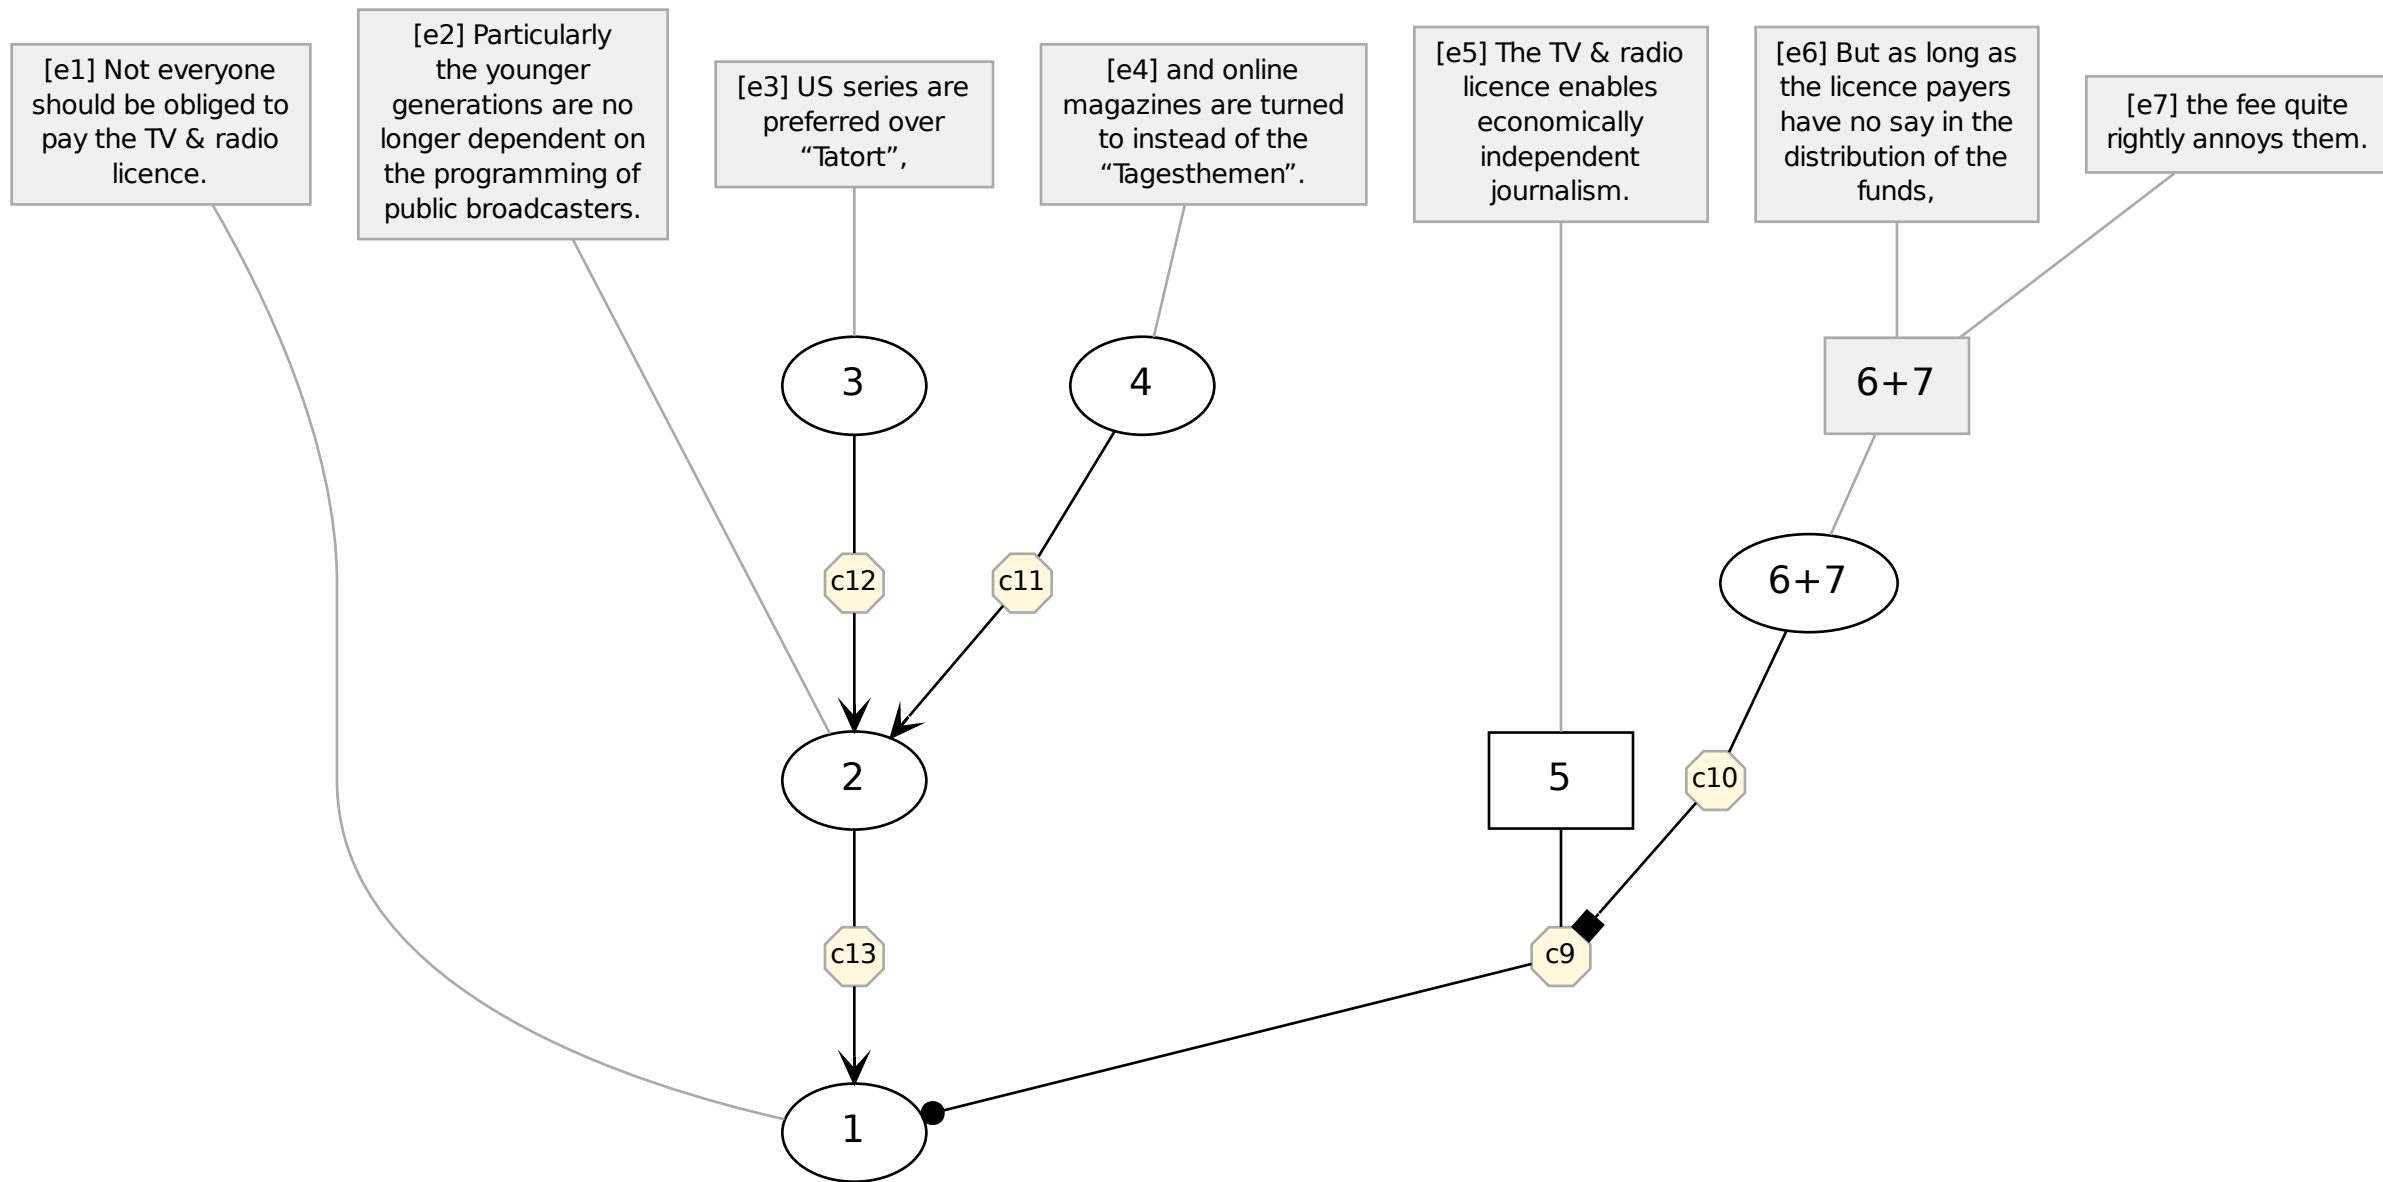 [e1] Not everyone
should be obliged to
pay the TV & radio
licence.
[e2] Particularly
the younger
generations are no
longer dependent on
the programming of
public broadcasters.
[e3] US series are
preferred over
“Tatort”,
[e4] and online
magazines are turned
to instead of the
“Tagesthemen”.
[e5] The TV & radio
licence enables
economically
independent
journalism.
[e6] But as long as
the licence payers
have no say in the
distribution of the
funds,
[e7] the fee quite
rightly annoys them.
3
4
6+7
c12
c11
6+7
2
5
c10
c13
c9
1